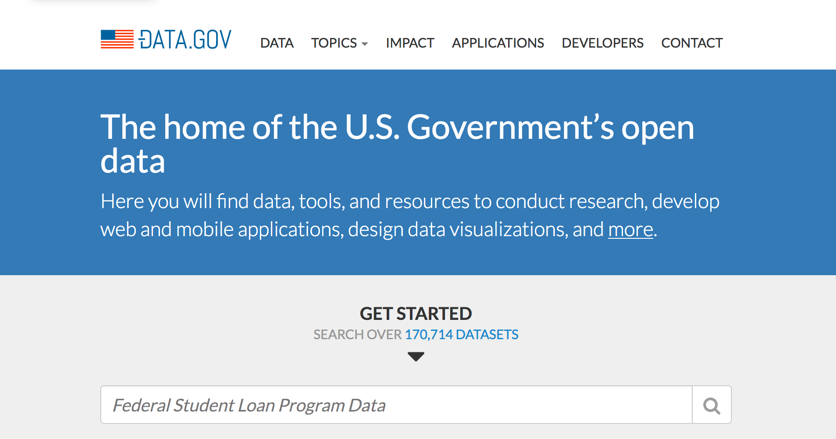 DATA.GOV
DATA TOPICS IMPACT APPLICATIONS DEVELOPERS CONTACT
The home of the U.S. Government’s open
data
Here you will find data, tools, and resources to conduct research, develop
web and mobile applications, design data visualizations, and more.
GET STARTED
SEARCH OVER 170,714 DATASETS
Federal Student Loan Program Data